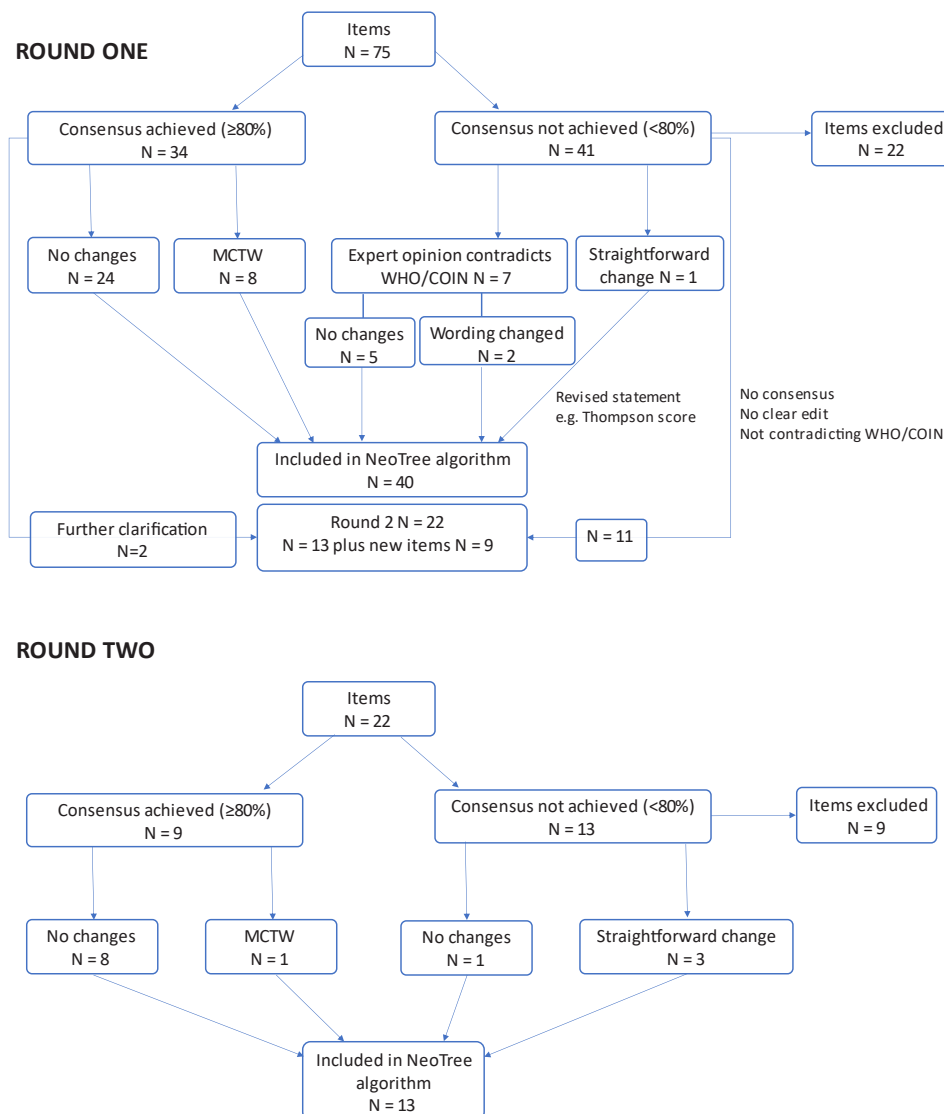 ROUND ONE
Items
N = 75
Consensus achieved (≥80%)
N = 34
Consensus not achieved (<80%)
N = 41
Items excluded
N = 22
No changes
N = 24
MCTW
N = 8
Expert opinion contradicts
WHO/COIN N = 7
Straightforward
change N = 1
No changes
N = 5
Wording changed
N = 2
Revised statement
e.g. Thompson score
No consensus
No clear edit
Not contradicting WHO/COIN
Included in NeoTree algorithm
N = 40
Further clarification
N=2
Round 2 N = 22
N = 13 plus new items N = 9
N = 11
ROUND TWO
Items
N = 22
Consensus achieved (≥80%)
N = 9
Consensus not achieved (<80%)
N = 13
Items excluded
N = 9
No changes
N = 8
MCTW
N = 1
No changes
N = 1
Straightforward change
N = 3
Included in NeoTree
algorithm
N = 13